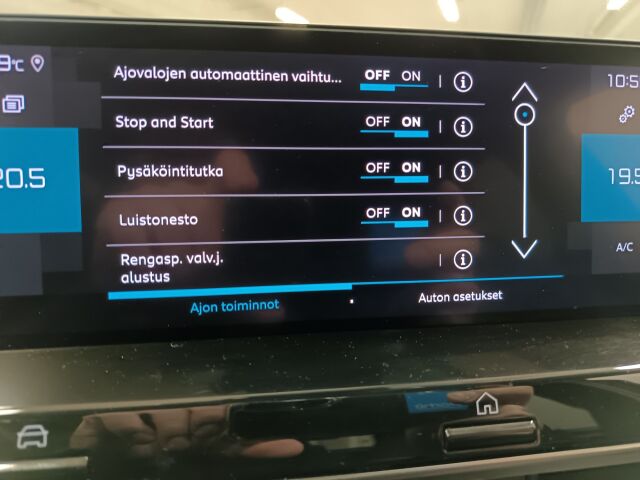 Ajovalojen automaattinen vaihtu... OFF ON
Stop and Start OFF ON
Pysäköintitutka OFF ON
Luistonesto OFF ON
Rengasp. valv.j.
alustus
Ajon toiminnot Auton asetukset
20.5
10:5
19.5
A/C